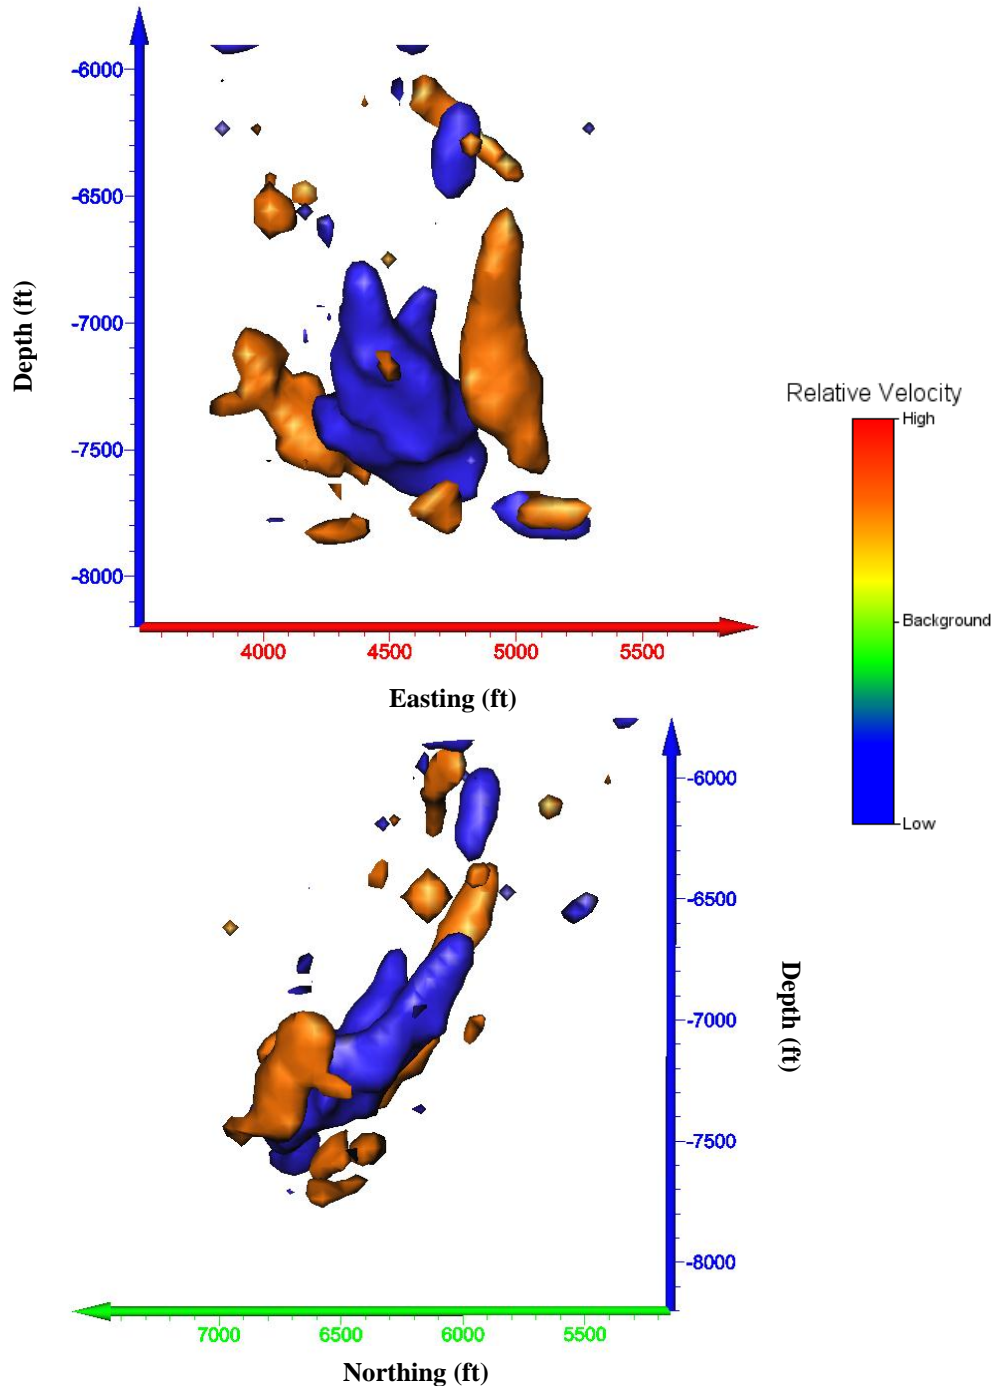 -6000
-6500
-7000
-7500
-8000
Depth (ft)
4000 4500 5000 5500
Easting (ft)
Relative Velocity
High
Background
Low
-6000
-6500
-7000
-7500
-8000
Depth (ft)
7000 6500 6000 5500
Northing (ft)